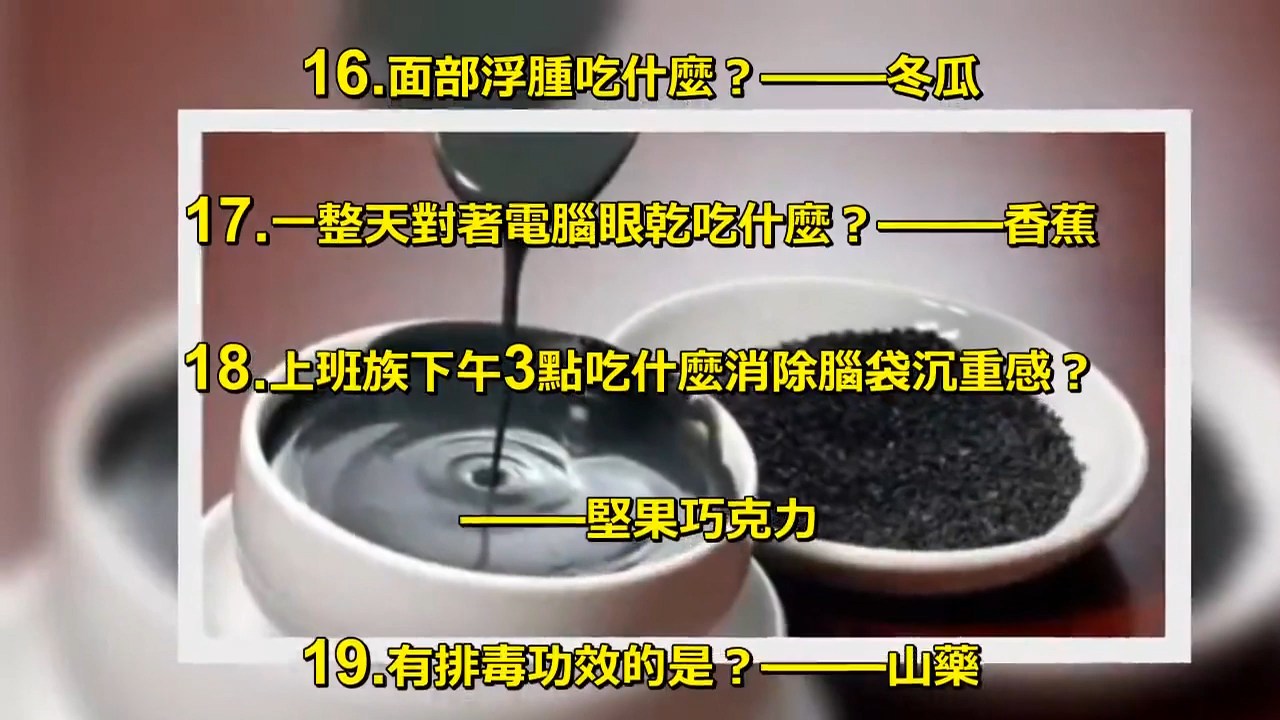 16.面部浮腫吃什麼？———冬瓜
17.一整天對著電腦眼乾吃什麼？———香蕉
18.上班族下午3點吃什麼消除腦袋沉重感？
———堅果巧克力
19.有排毒功效的是？———山藥